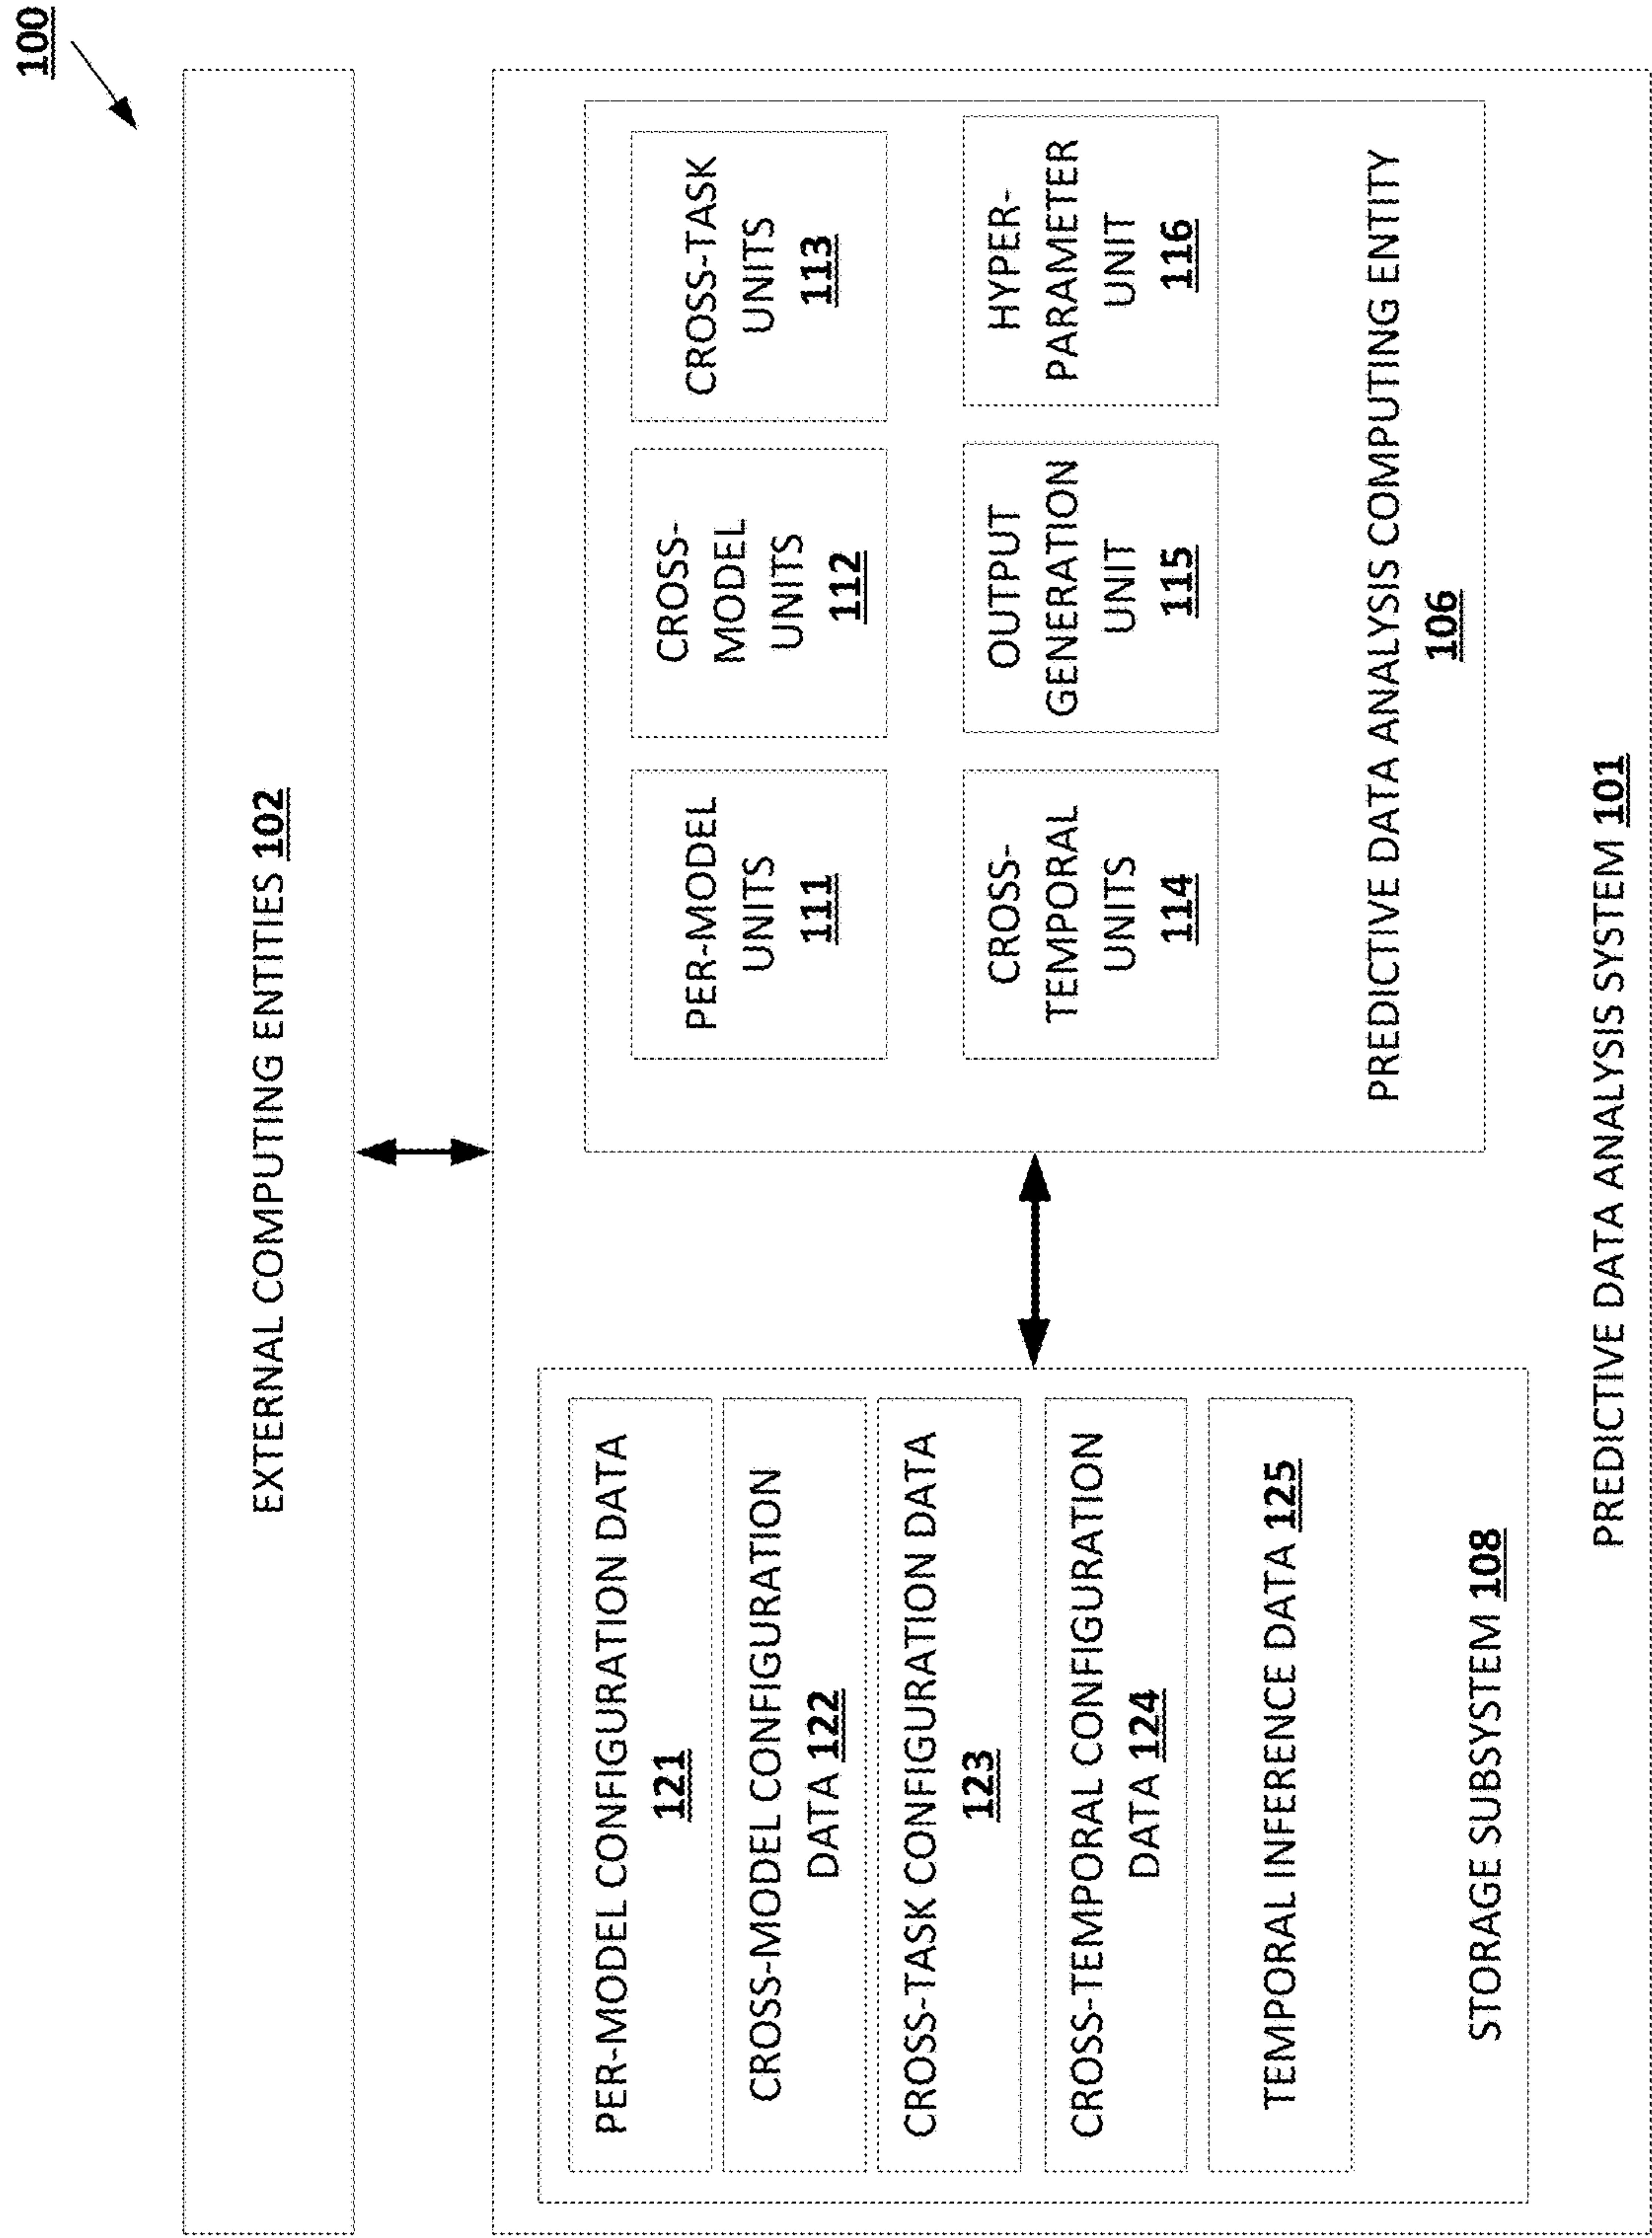 100
EXTERNAL COMPUTING ENTITIES 102
PER-MODEL CONFIGURATION DATA
121
CROSS-MODEL CONFIGURATION
DATA 122
CROSS-TASK CONFIGURATION DATA
123
CROSS-TEMPORAL CONFIGURATION
DATA 124
TEMPORAL INFERENCE DATA 125
STORAGE SUBSYSTEM 108
PER-MODEL
UNITS
111
CROSS-
MODEL
UNITS
112
CROSS-TASK
UNITS
113
CROSS-
TEMPORAL
UNITS
114
OUTPUT
GENERATION
UNIT
115
HYPER-
PARAMETER
UNIT
116
PREDICTIVE DATA ANALYSIS COMPUTING ENTITY
106
PREDICTIVE DATA ANALYSIS SYSTEM 101